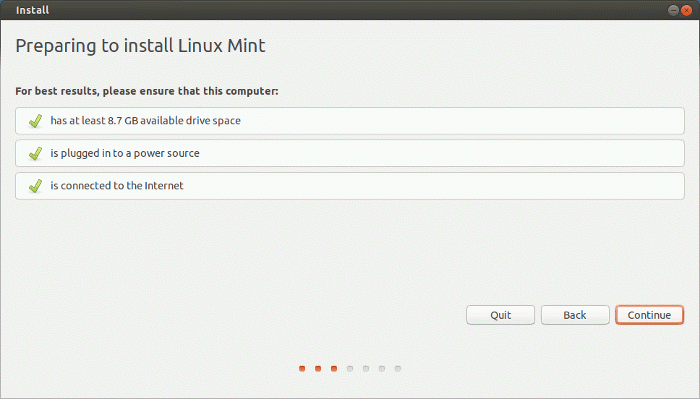 Install
Preparing to install Linux Mint
For best results, please ensure that this computer:
has at least 8.7 GB available drive space
is plugged in to a power source
is connected to the Internet
Quit Back Continue